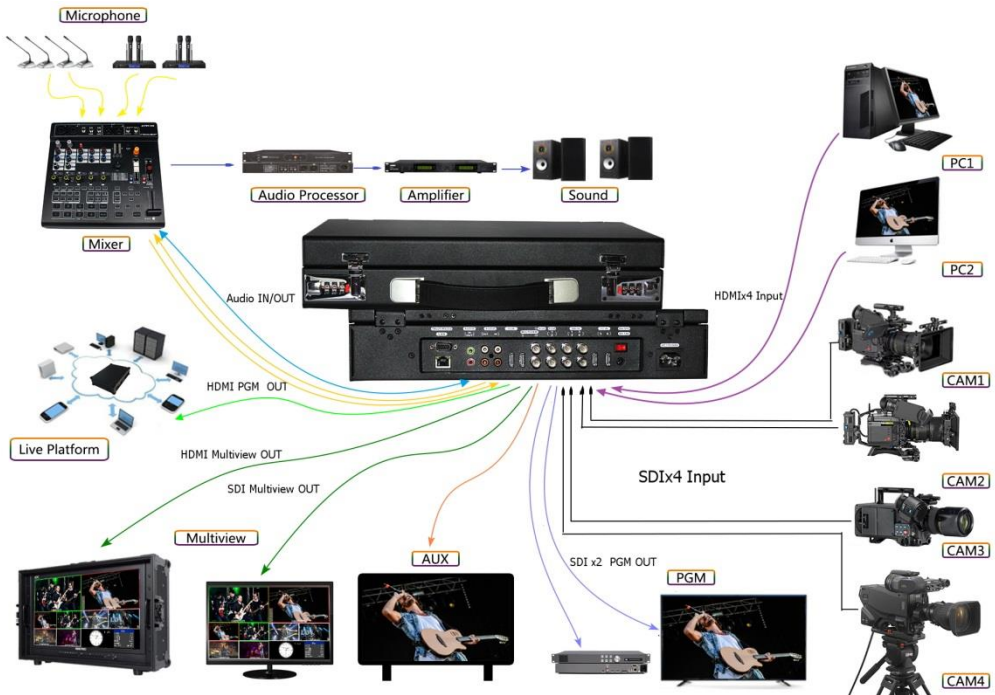 Microphone
Mixer
Audio Processor
Amplifier
Sound
PC1
PC2
Audio IN/OUT
HDMIx4 Input
CAM1
HDMI PGM OUT
Live Platform
HDMI Multiview OUT
SDI Multiview OUT
SDIx4 Input
CAM2
Multiview
AUX
SDI x2 PGM OUT
PGM
CAM3
CAM4